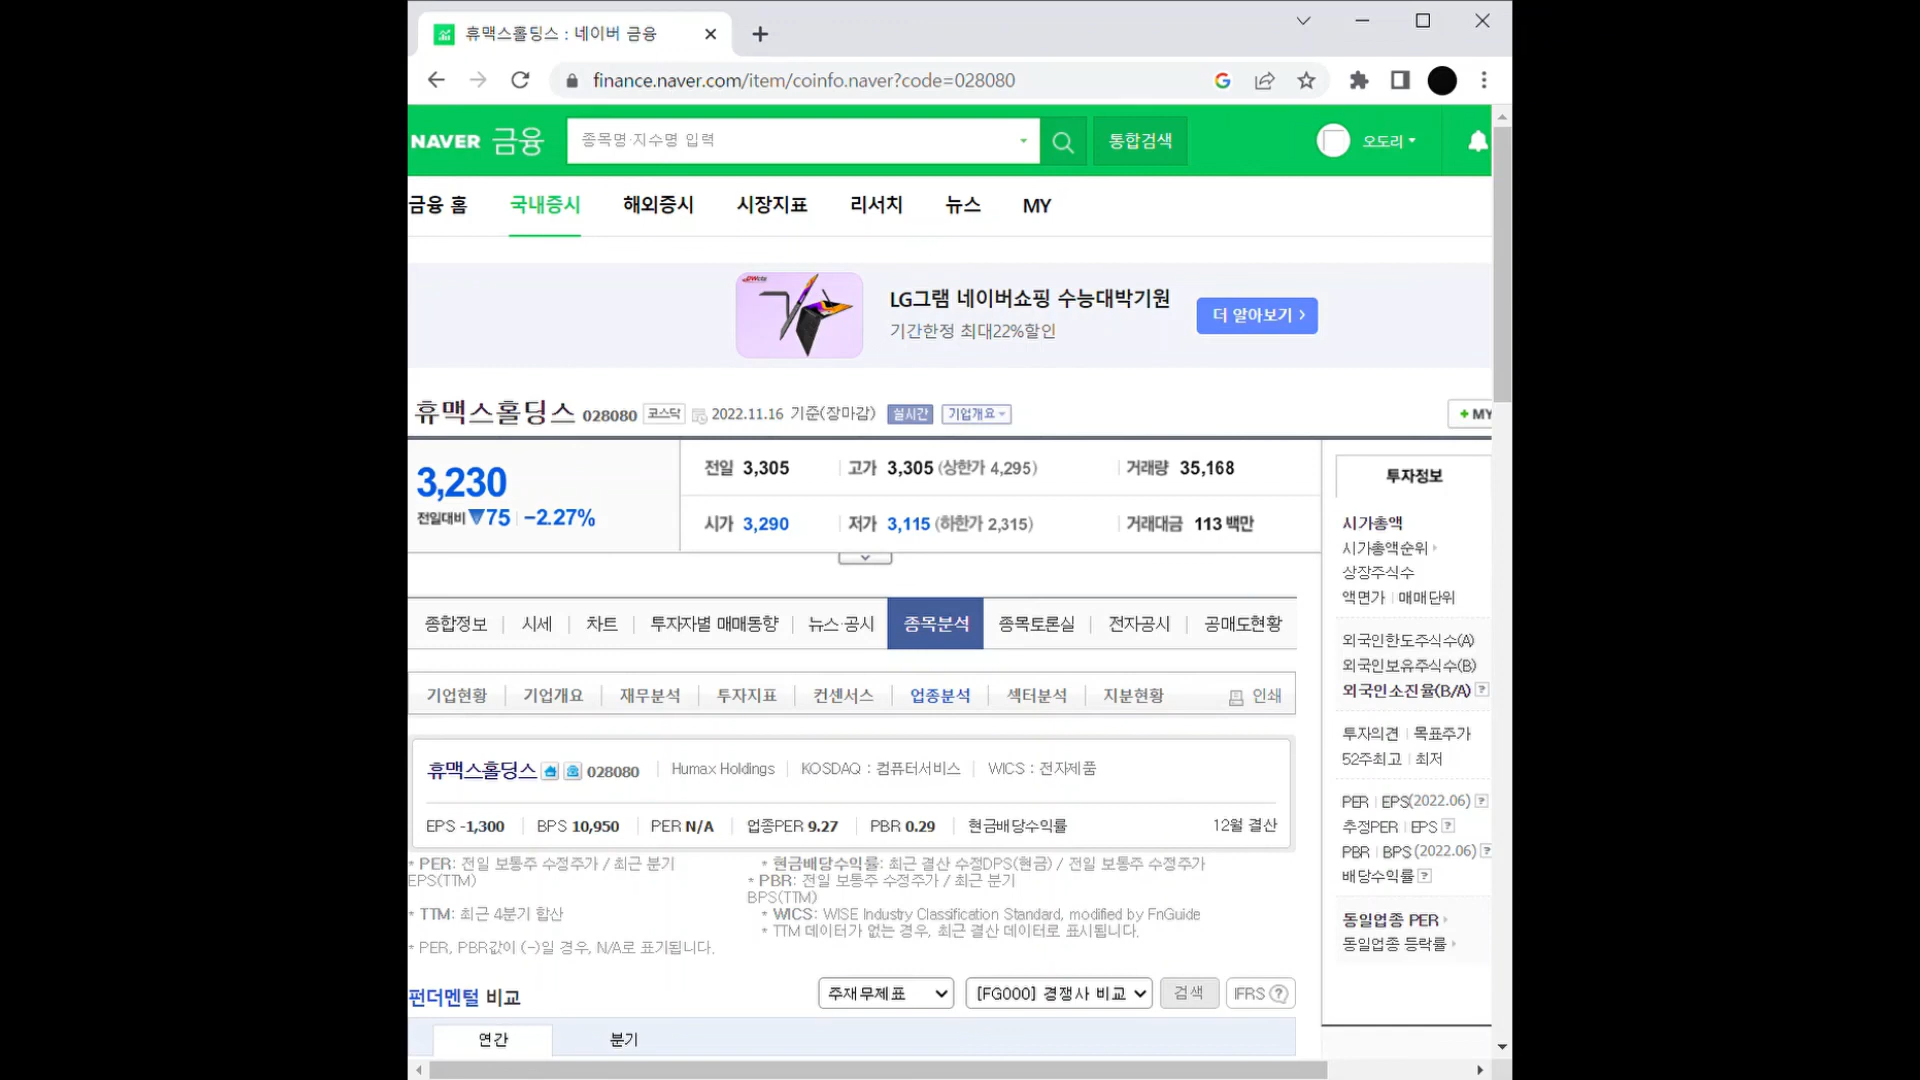 휴맥스홀딩스 : 네이버 금융
finance.naver.com/item/coinfo.naver?code=028080
NAVER 금융 종목명·지수명 입력 통합검색 오도리
금융 홈 국내증시 해외증시 시장지표 리서치 뉴스 MY
LG그램 네이버쇼핑 수능대박기원
기간한정 최대22%할인
더 알아보기 >
휴맥스홀딩스 028080 코스닥 2022.11.16 기준(장마감) 실시간 기업개요 + MY
3,230
전일대비 ▼75 | -2.27%
전일 3,305 고가 3,305 (상한가 4,295) 거래량 35,168
시가 3,290 저가 3,115 (하한가 2,315) 거래대금 113 백만
종합정보 시세 차트 투자자별 매매동향 뉴스·공시 종목분석 종목토론실 전자공시 공매도현황
기업현황 기업개요 재무분석 투자지표 컨센서스 업종분석 섹터분석 지분현황 인쇄
휴맥스홀딩스 028080 Humax Holdings KOSDAQ : 컴퓨터서비스 WICS : 전자제품
EPS -1,300 BPS 10,950 PER N/A 업종PER 9.27 PBR 0.29 현금배당수익률 12월 결산
* PER: 전일 보통주 수정주가 / 최근 분기
EPS(TTM)
* 현금배당수익률: 최근 결산 수정DPS(현금) / 전일 보통주 수정주가
* PBR: 전일 보통주 수정주가 / 최근 분기
BPS(TTM)
* TTM: 최근 4분기 합산
* WICS: WISE Industry Classification Standard, modified by FnGuide
* TTM 데이터가 없는 경우, 최근 결산 데이터로 표시됩니다.
* PER, PBR값이 (-)일 경우, N/A로 표기됩니다.
펀더멘털 비교 주재무제표 [FG000] 경쟁사 비교 검색 IFRS ?
연간 분기
투자정보
시가총액
시가총액순위
상장주식수
액면가 | 매매단위
외국인한도주식수(A)
외국인보유주식수(B)
외국인소진율(B/A) ?
투자의견 | 목표주가
52주최고 | 최저
PER | EPS(2022.06) ?
추정PER | EPS ?
PBR | BPS (2022.06) ?
배당수익률 ?
동일업종 PER
동일업종 등락률